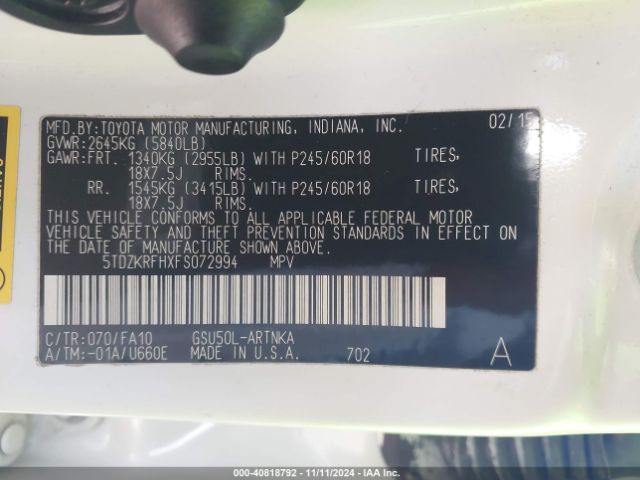 MFD.BY:TOYOTA MOTOR MANUFACTURING, INDIANA, INC. 02/15
GVWR:2645KG (5840LB)
GAWR:FRT. 1340KG (2955LB) WITH P245/60R18 TIRES,
18X7.5J RIMS.
RR. 1545KG (3415LB) WITH P245/60R18 TIRES,
18X7.5J RIMS.
THIS VEHICLE CONFORMS TO ALL APPLICABLE FEDERAL MOTOR
VEHICLE SAFETY AND THEFT PREVENTION STANDARDS IN EFFECT ON
THE DATE OF MANUFACTURE SHOWN ABOVE.
5TDZKRFHXFS072994 MPV
C/TR:070/FA10 GSU50L-ARTNKA
A/TM:-01A/U660E MADE IN U.S.A. 702 A
000-40818792 - 11/11/2024 - IAA Inc.